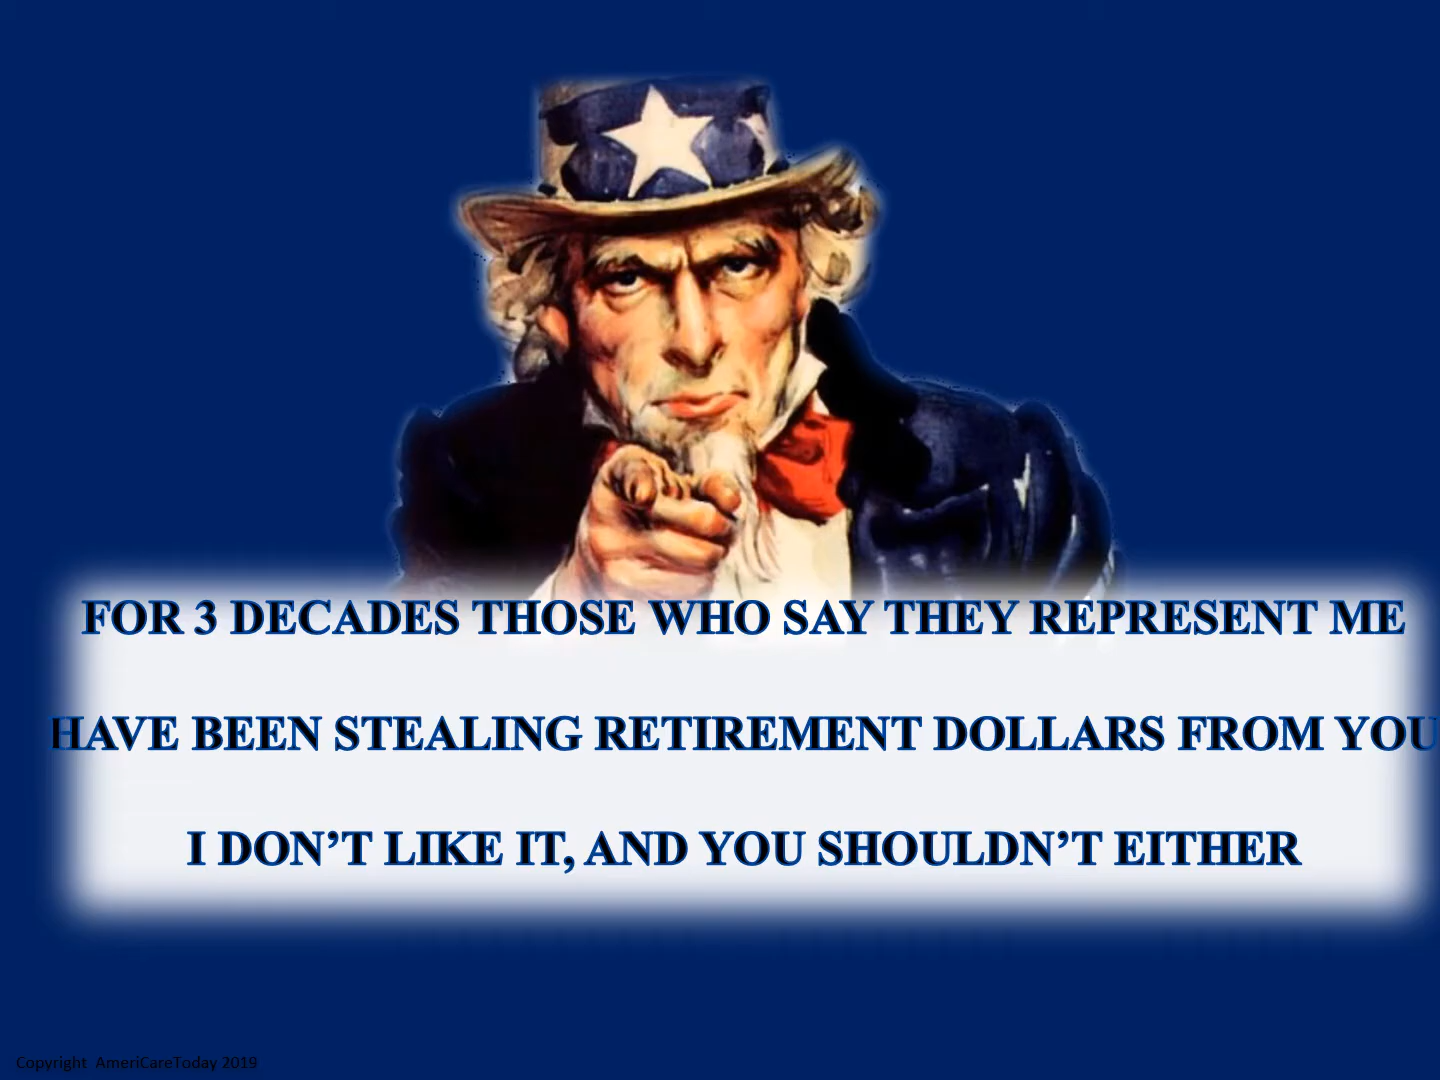 FOR 3 DECADES THOSE WHO SAY THEY REPRESENT ME
HAVE BEEN STEALING RETIREMENT DOLLARS FROM YOU
I DON’T LIKE IT, AND YOU SHOULDN’T EITHER
Copyright  AmeriCareToday 2019